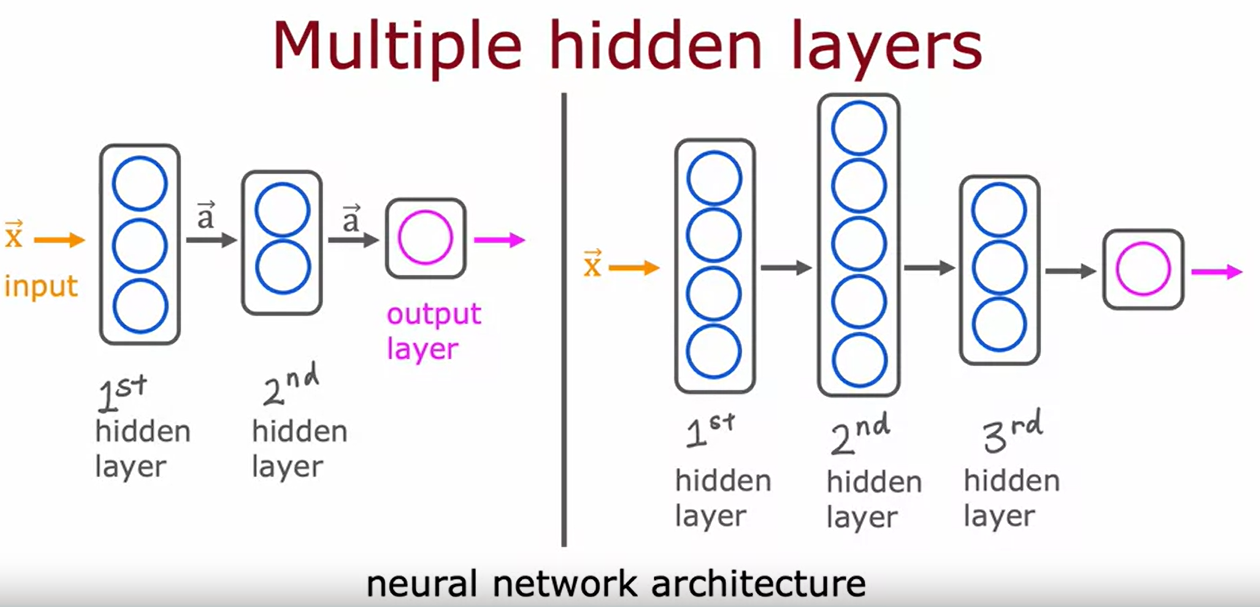 Multiple hidden layers
x⃗
input
a⃗
a⃗
output
layer
1st
hidden
layer
2nd
hidden
layer
x⃗
1st
hidden
layer
2nd
hidden
layer
3rd
hidden
layer
neural network architecture